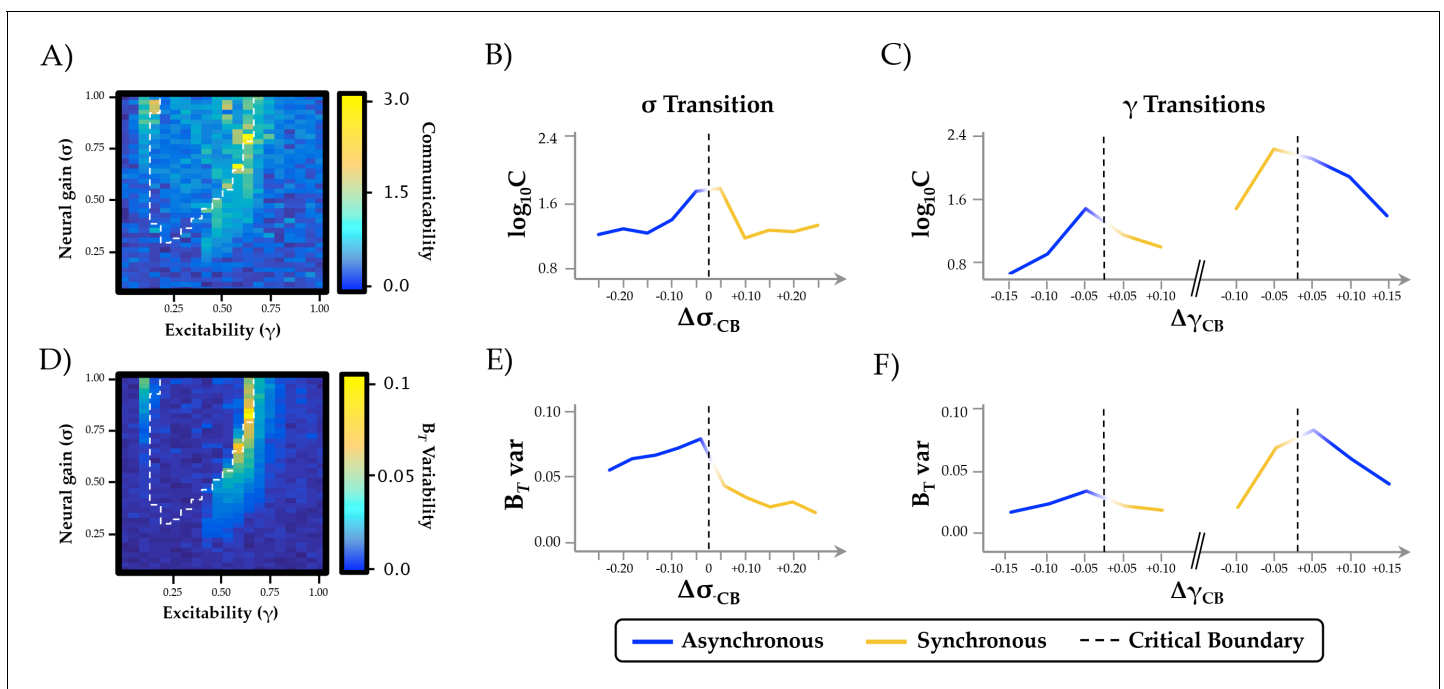 A)
1.00
0.75
0.50
0.25
Neural gain (σ)
0.25
0.50
0.75
1.00
Excitability (γ)
3.0
1.5
0.0
Communicability
B)
σ Transition
2.4
1.6
0.8
log10C
-0.20
-0.10
0
+0.10
+0.20
Δσ-CB
C)
γ Transitions
2.4
1.6
0.8
log10C
-0.15
-0.10
-0.05
+0.05
+0.10
-0.10
-0.05
+0.05
+0.10
+0.15
ΔγCB
D)
1.00
0.75
0.50
0.25
Neural gain (σ)
0.25
0.50
0.75
1.00
Excitability (γ)
0.1
0.05
0.0
BT Variability
E)
0.10
0.05
0.00
BT var
-0.20
-0.10
0
+0.10
+0.20
Δσ-CB
F)
0.10
0.05
0.00
BT var
-0.15
-0.10
-0.05
+0.05
+0.10
-0.10
-0.05
+0.05
+0.10
+0.15
ΔγCB
Asynchronous
Synchronous
Critical Boundary